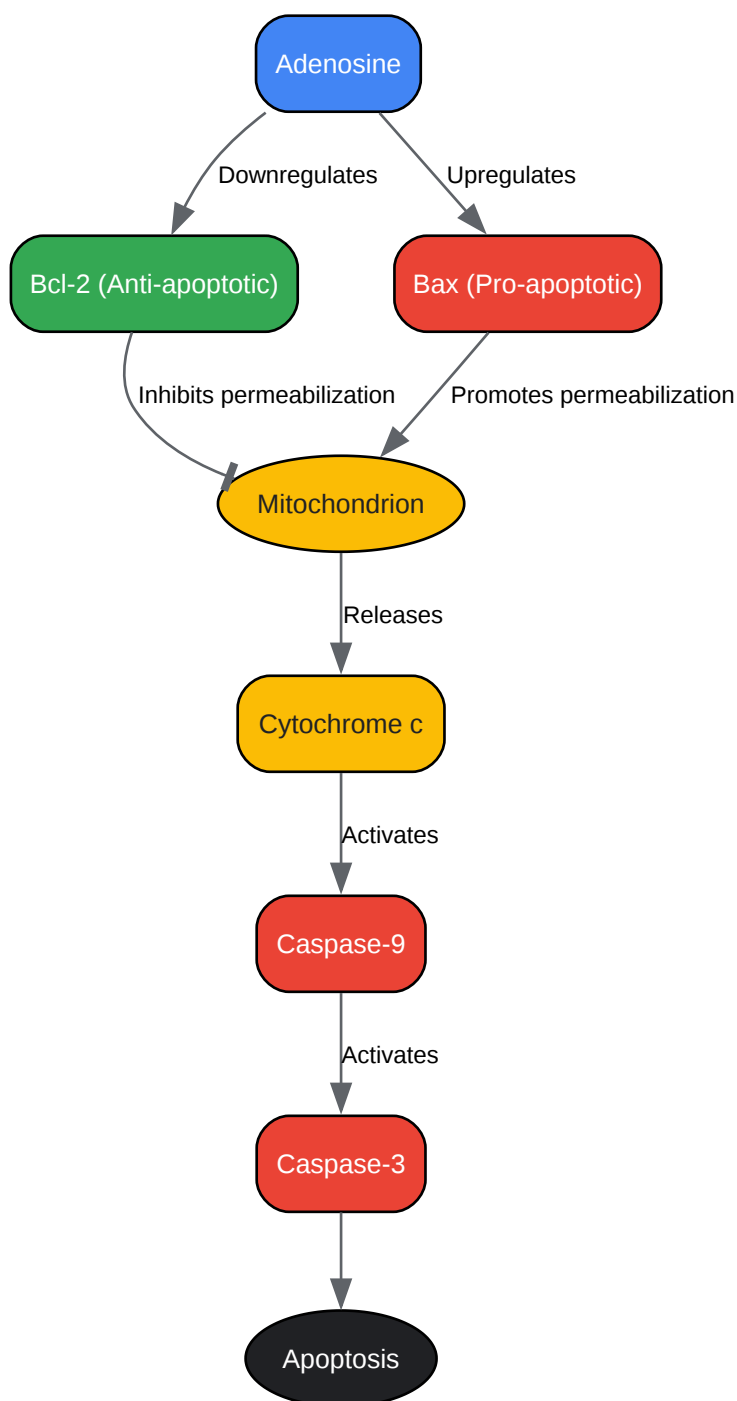 Adenosine
Downregulates
Upregulates
Bcl-2 (Anti-apoptotic)
Bax (Pro-apoptotic)
Inhibits permeabilization
Promotes permeabilization
Mitochondrion
Releases
Cytochrome c
Activates
Caspase-9
Activates
Caspase-3
Apoptosis